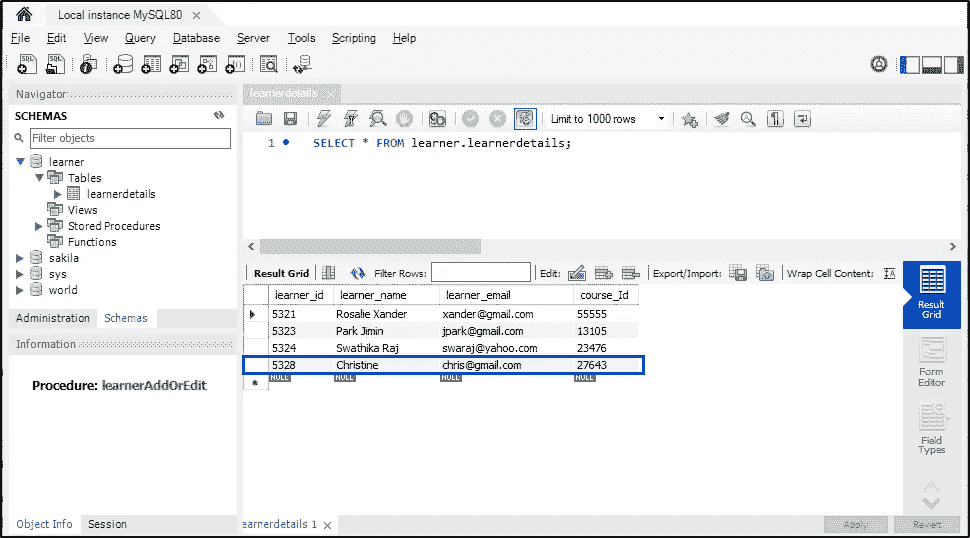 Local instance MySQL80
File Edit View Query Database Server Tools Scripting Help
Navigator
learnerdetails
SCHEMAS
Limit to 1000 rows
Filter objects
1 SELECT * FROM learner.learnerdetails;
learner
Tables
learnerdetails
Views
Stored Procedures
Functions
sakila
sys
world
Administration Schemas
Information
Procedure: learnerAddOrEdit
Object Info Session
Result Grid Filter Rows: Edit: Export/Import: Wrap Cell Content:
learner_id learner_name learner_email course_Id
5321 Rosalie Xander xander@gmail.com 55555
5323 Park Jimin jpark@gmail.com 13105
5324 Swathika Raj swaraj@yahoo.com 23476
5328 Christine chris@gmail.com 27643
NULL NULL NULL NULL
Result
Grid
Form
Editor
Field
Types
earnerdetails 1
Apply Revert